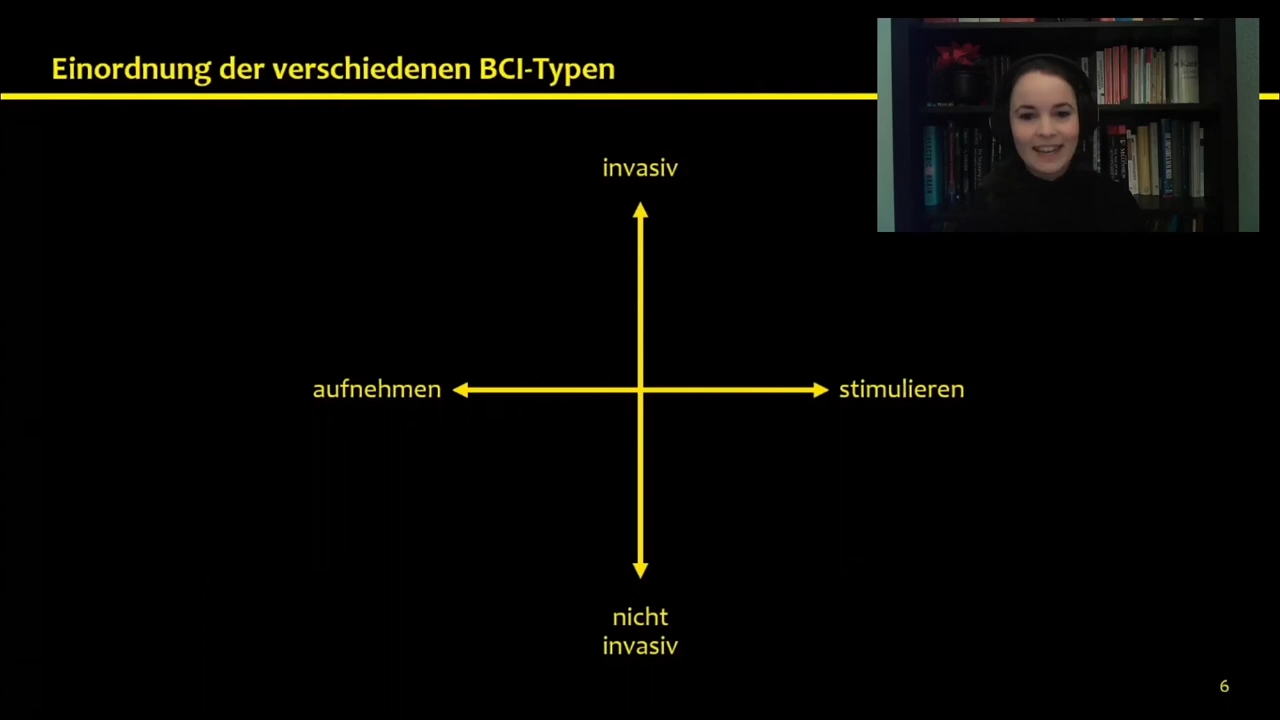 Einordnung der verschiedenen BCI-Typen
invasiv
aufnehmen
stimulieren
nicht
invasiv
6